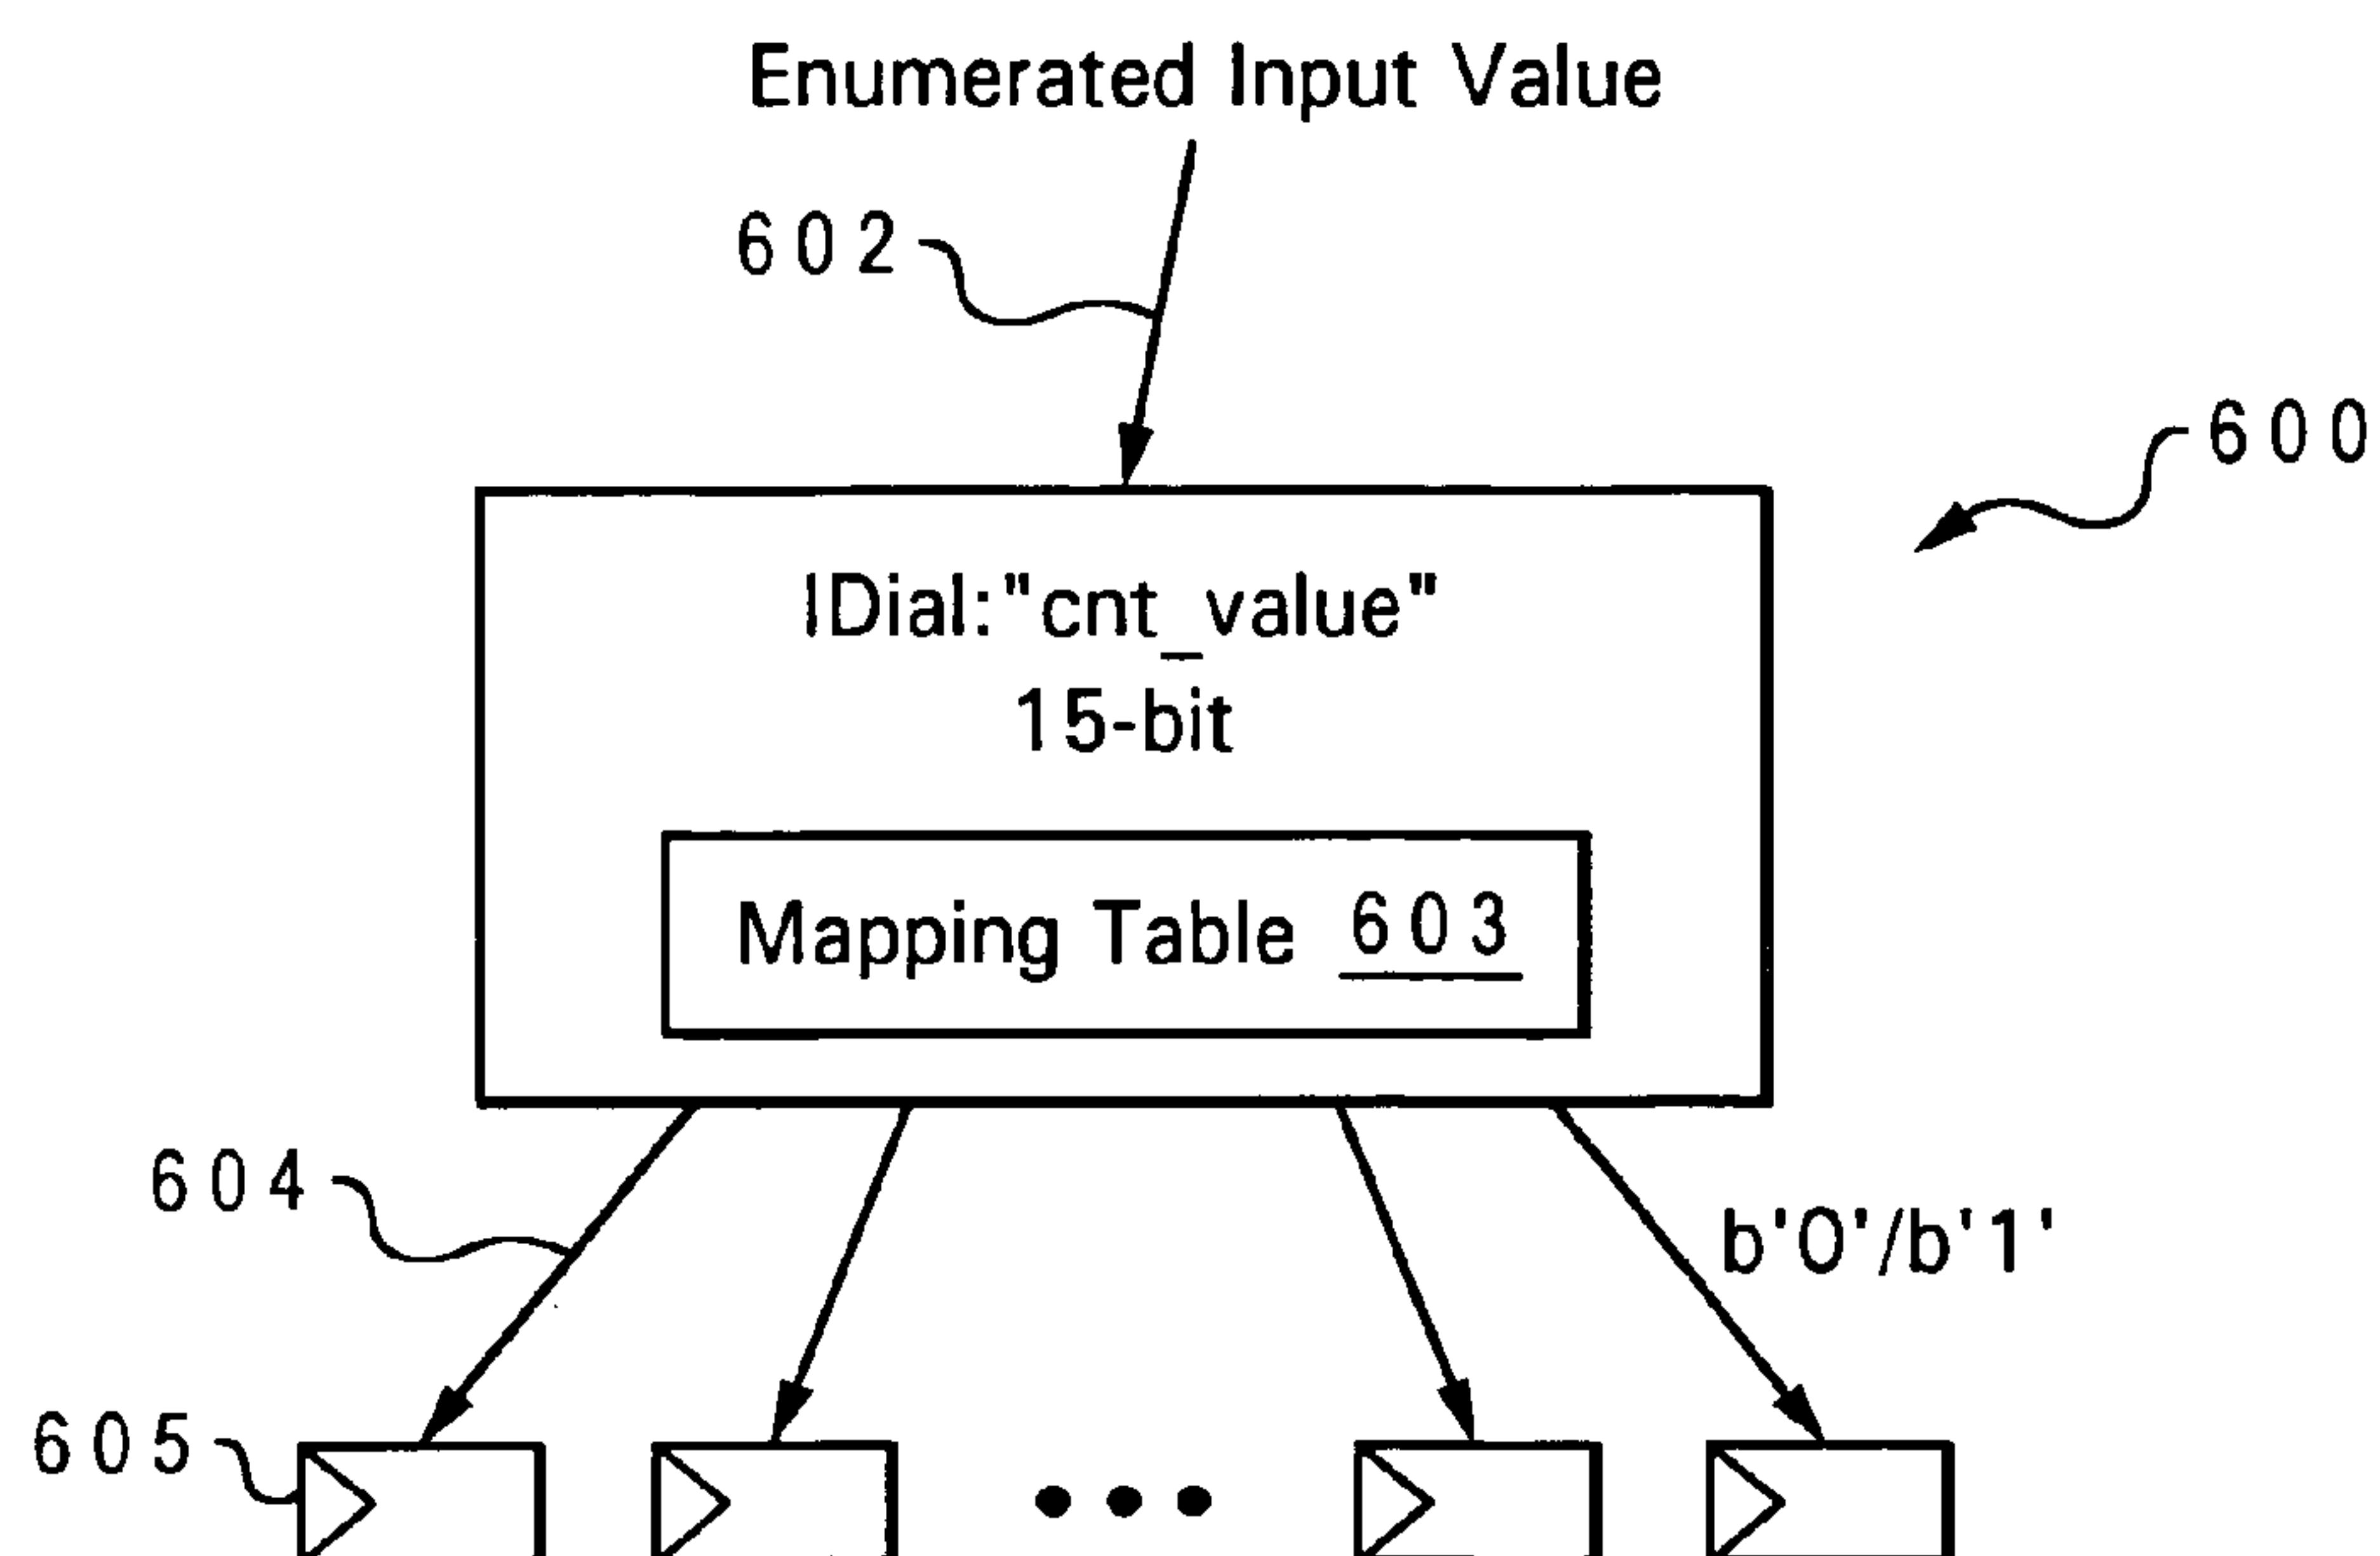 Enumerated Input Value
602
600
IDial:"cnt_value"
15-bit
Mapping Table 603
604
b'0'/b'1'
605